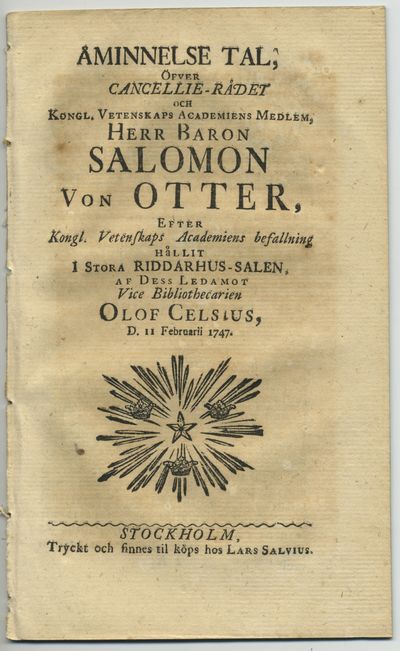 ÅMINNELSE TAL,
ÖFVER
CANCELLIE-RÅDET
OCH
KONGL. VETENSKAPS ACADEMIENS MEDLEM,
HERR BARON
SALOMON
VON OTTER,
EFTER
Kongl. Vetenſkaps Academiens befallning
HÅLLIT
I STORA RIDDARHUS-SALEN,
AF DESS LEDAMOT
Vice Bibliothecarien
OLOF CELSIUS,
D. 11 Februarii 1747.
STOCKHOLM,
Tryckt och finnes til köps hos LARS SALVIUS.